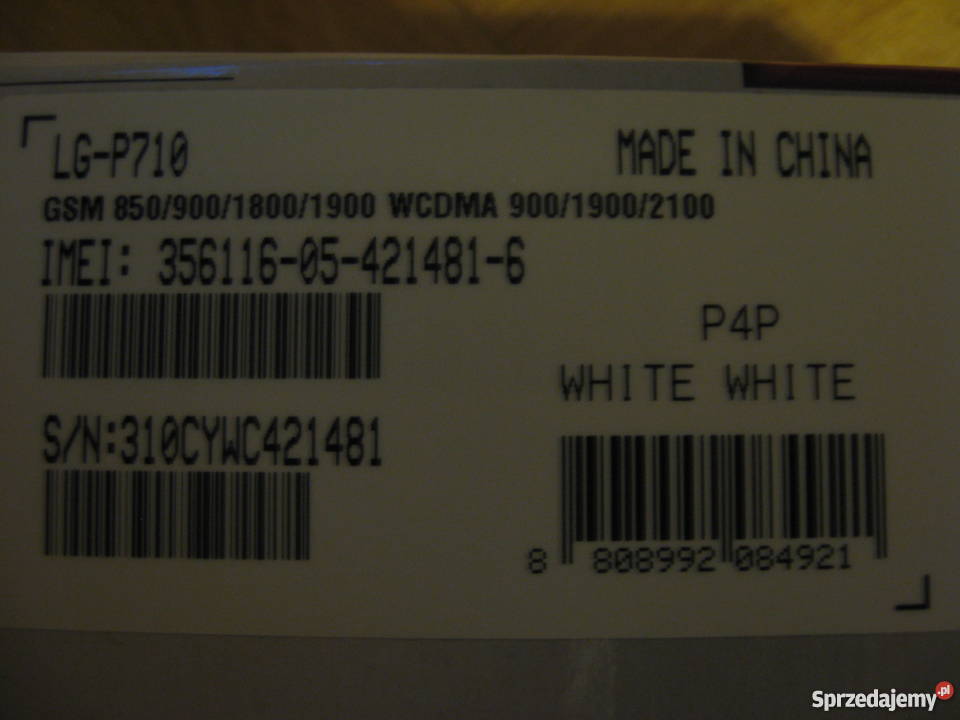 LG-P710
MADE IN CHINA
GSM 850/900/1800/1900 WCDMA 900/1900/2100
IMEI: 356116-05-421481-6
P4P
WHITE WHITE
S/N:310CYWC421481
8 808992 084921
Sprzedajemy.pl